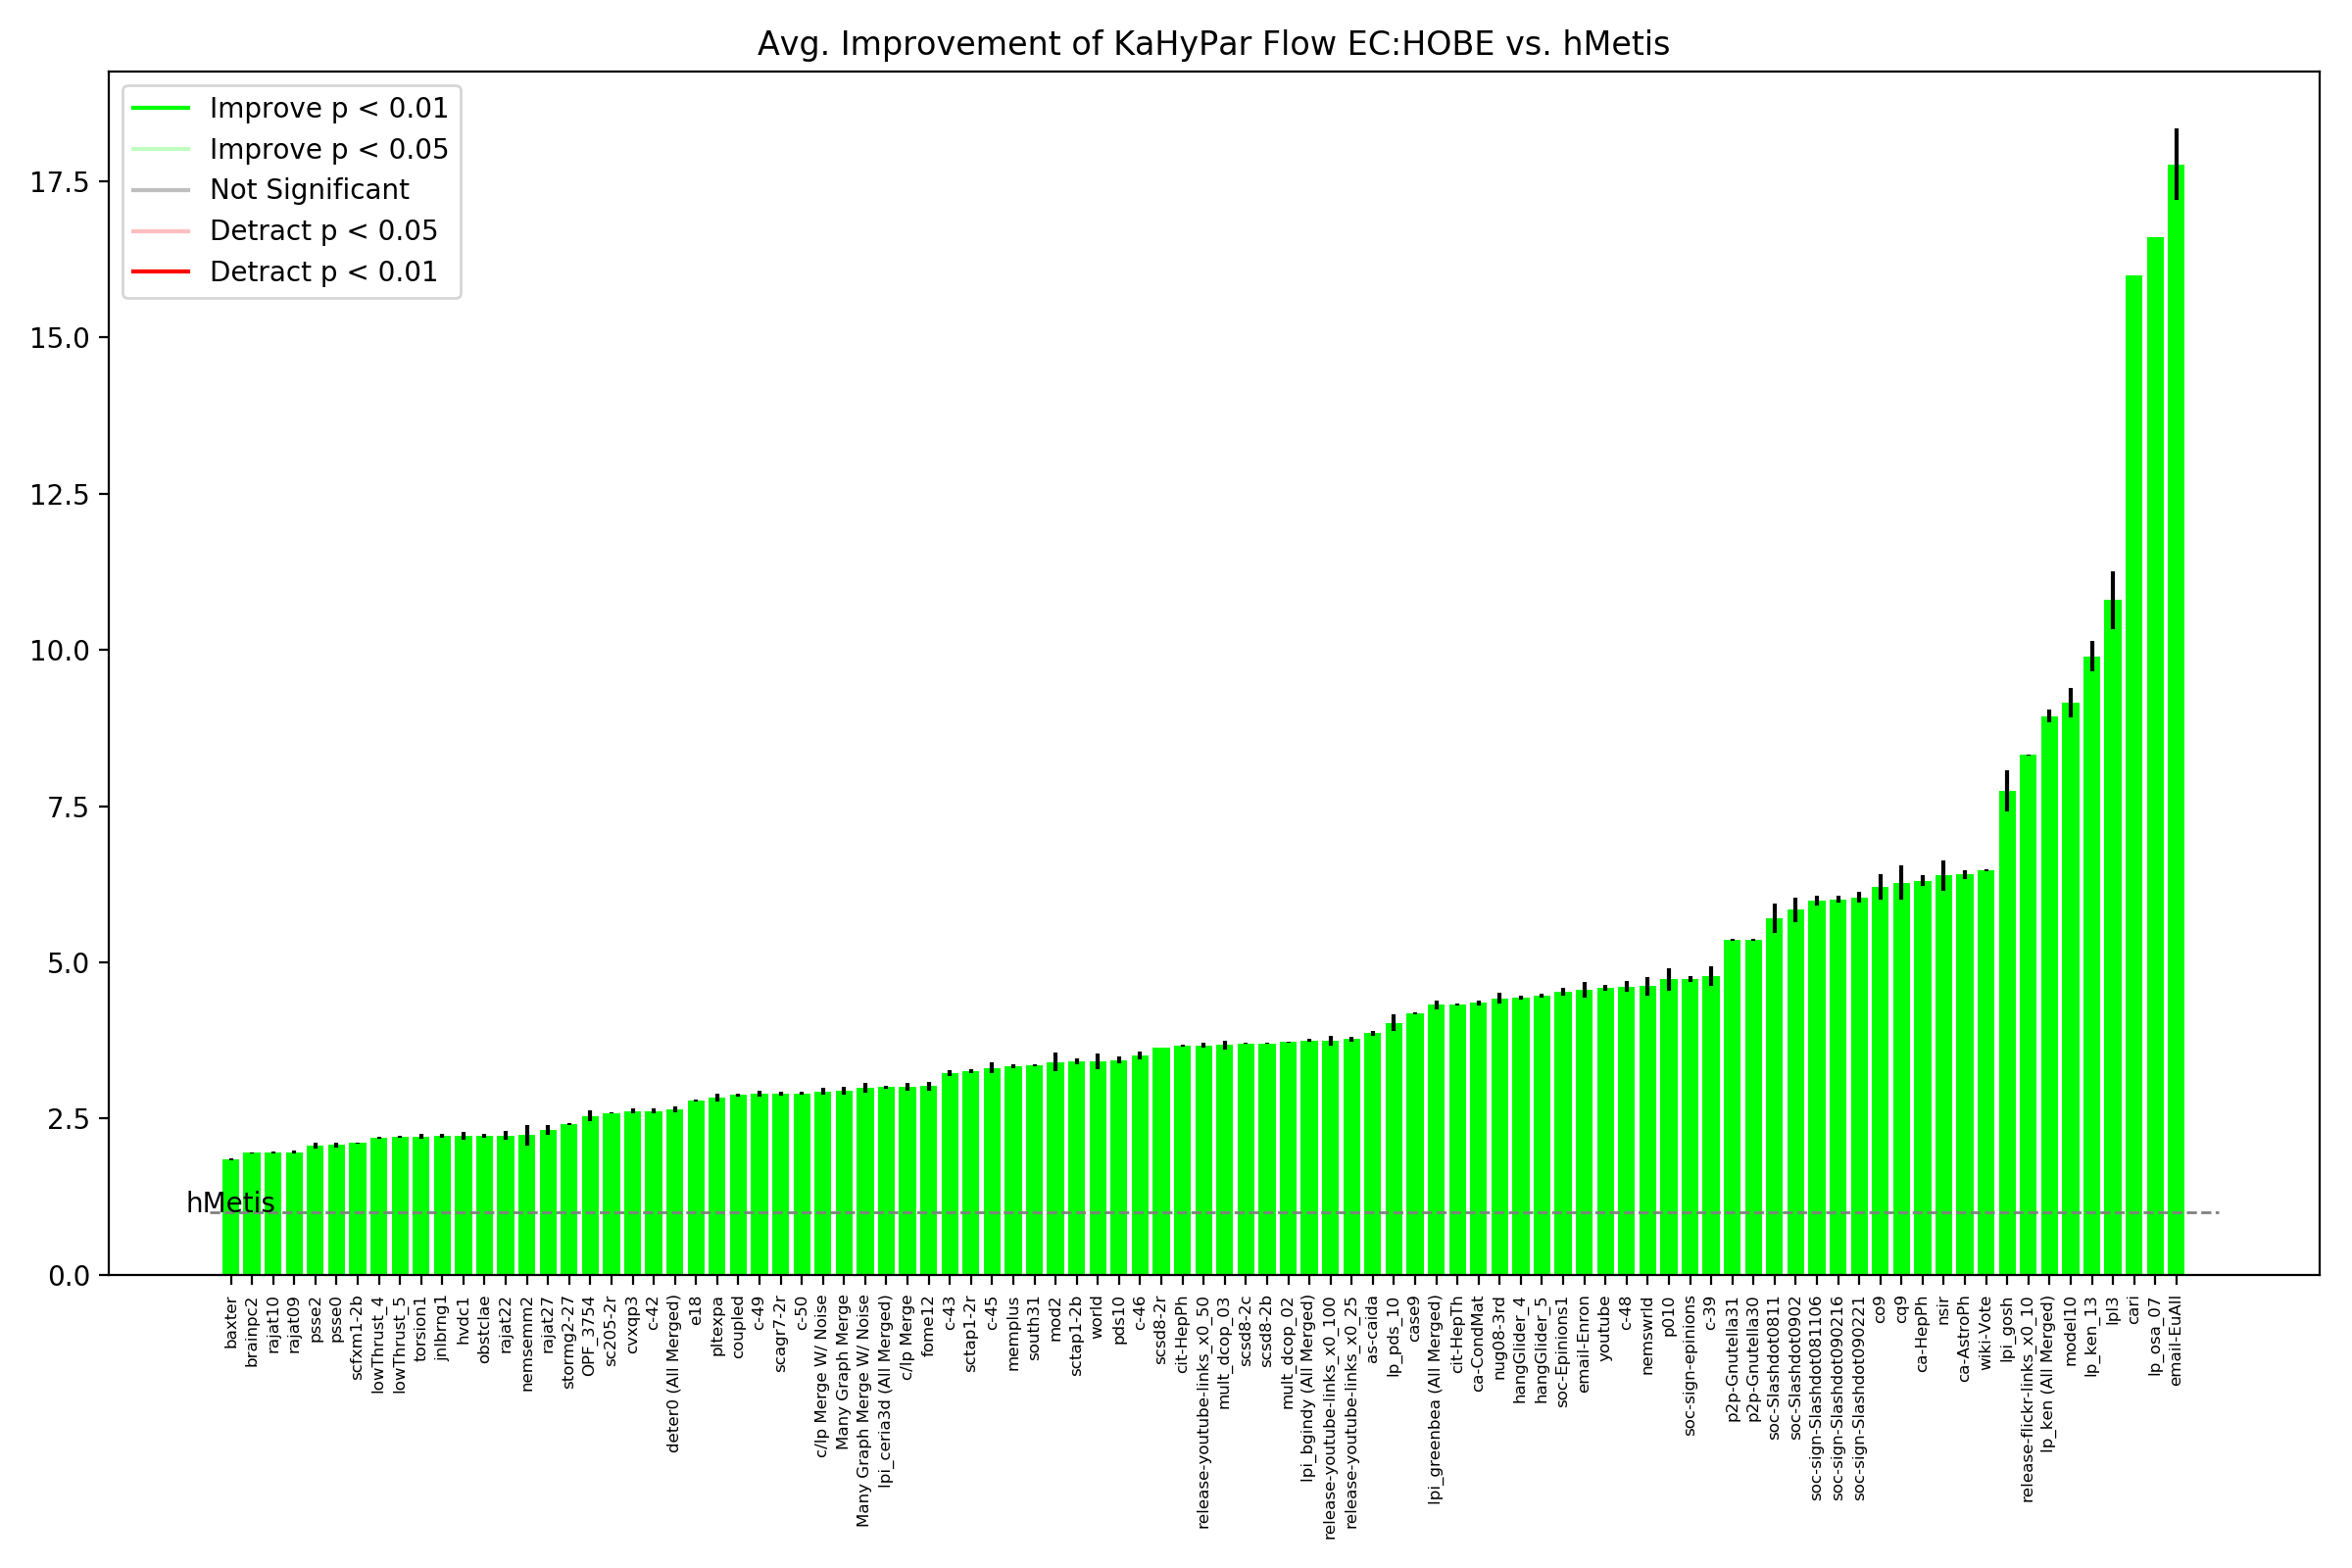 Avg. Improvement of KaHyPar Flow EC:HOBE vs. hMetis
Improve p < 0.01
Improve p < 0.05
Not Significant
Detract p < 0.05
Detract p < 0.01
17.5
15.0
12.5
10.0
7.5
5.0
2.5
0.0
hMetis
baxter
brainpc2
rajat10
rajat09
psse2
psse0
scfxm1-2b
lowThrust_4
lowThrust_5
torsion1
jnlbrng1
hvdc1
obstclae
rajat22
nemsemm2
rajat27
stormg2-27
OPF_3754
sc205-2r
cvxqp3
c-42
deter0 (All Merged)
e18
pltexpa
coupled
c-49
scagr7-2r
c-50
c/lp Merge W/ Noise
Many Graph Merge
Many Graph Merge W/ Noise
lpi_ceria3d (All Merged)
c/lp Merge
fome12
c-43
sctap1-2r
c-45
memplus
south31
mod2
sctap1-2b
world
pds10
c-46
scsd8-2r
cit-HepPh
release-youtube-links_x0_50
mult_dcop_03
scsd8-2c
scsd8-2b
mult_dcop_02
lpi_bgindy (All Merged)
release-youtube-links_x0_100
release-youtube-links_x0_25
as-caida
lp_pds_10
case9
lpi_greenbea (All Merged)
cit-HepTh
ca-CondMat
nug08-3rd
hangGlider_4
hangGlider_5
soc-Epinions1
email-Enron
youtube
c-48
nemswrld
p010
soc-sign-epinions
c-39
p2p-Gnutella31
p2p-Gnutella30
soc-Slashdot0811
soc-Slashdot0902
soc-sign-Slashdot081106
soc-sign-Slashdot090216
soc-sign-Slashdot090221
co9
cq9
ca-HepPh
nsir
ca-AstroPh
wiki-Vote
lpi_gosh
release-flickr-links_x0_10
lp_ken (All Merged)
model10
lp_ken_13
lpl3
cari
lp_osa_07
email-EuAll